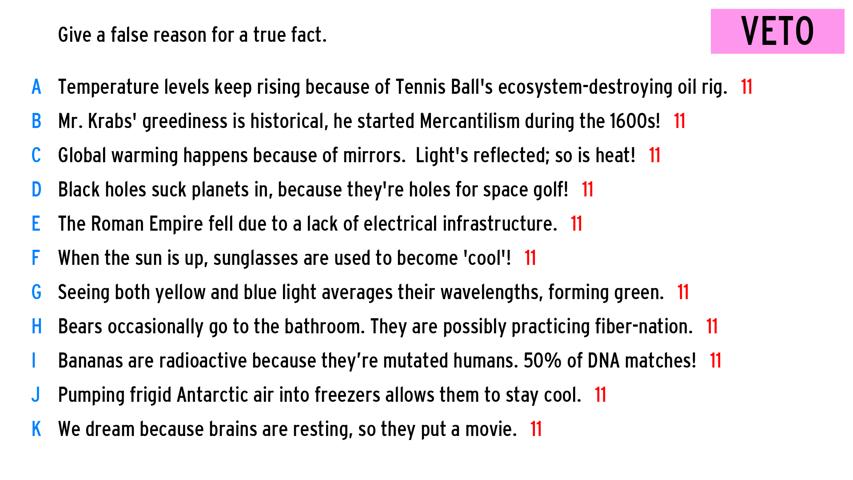 Give a false reason for a true fact.
VETO
A Temperature levels keep rising because of Tennis Ball's ecosystem-destroying oil rig. 11
B Mr. Krabs' greediness is historical, he started Mercantilism during the 1600s! 11
C Global warming happens because of mirrors. Light's reflected; so is heat! 11
D Black holes suck planets in, because they're holes for space golf! 11
E The Roman Empire fell due to a lack of electrical infrastructure. 11
F When the sun is up, sunglasses are used to become 'cool'! 11
G Seeing both yellow and blue light averages their wavelengths, forming green. 11
H Bears occasionally go to the bathroom. They are possibly practicing fiber-nation. 11
I Bananas are radioactive because they’re mutated humans. 50% of DNA matches! 11
J Pumping frigid Antarctic air into freezers allows them to stay cool. 11
K We dream because brains are resting, so they put a movie. 11